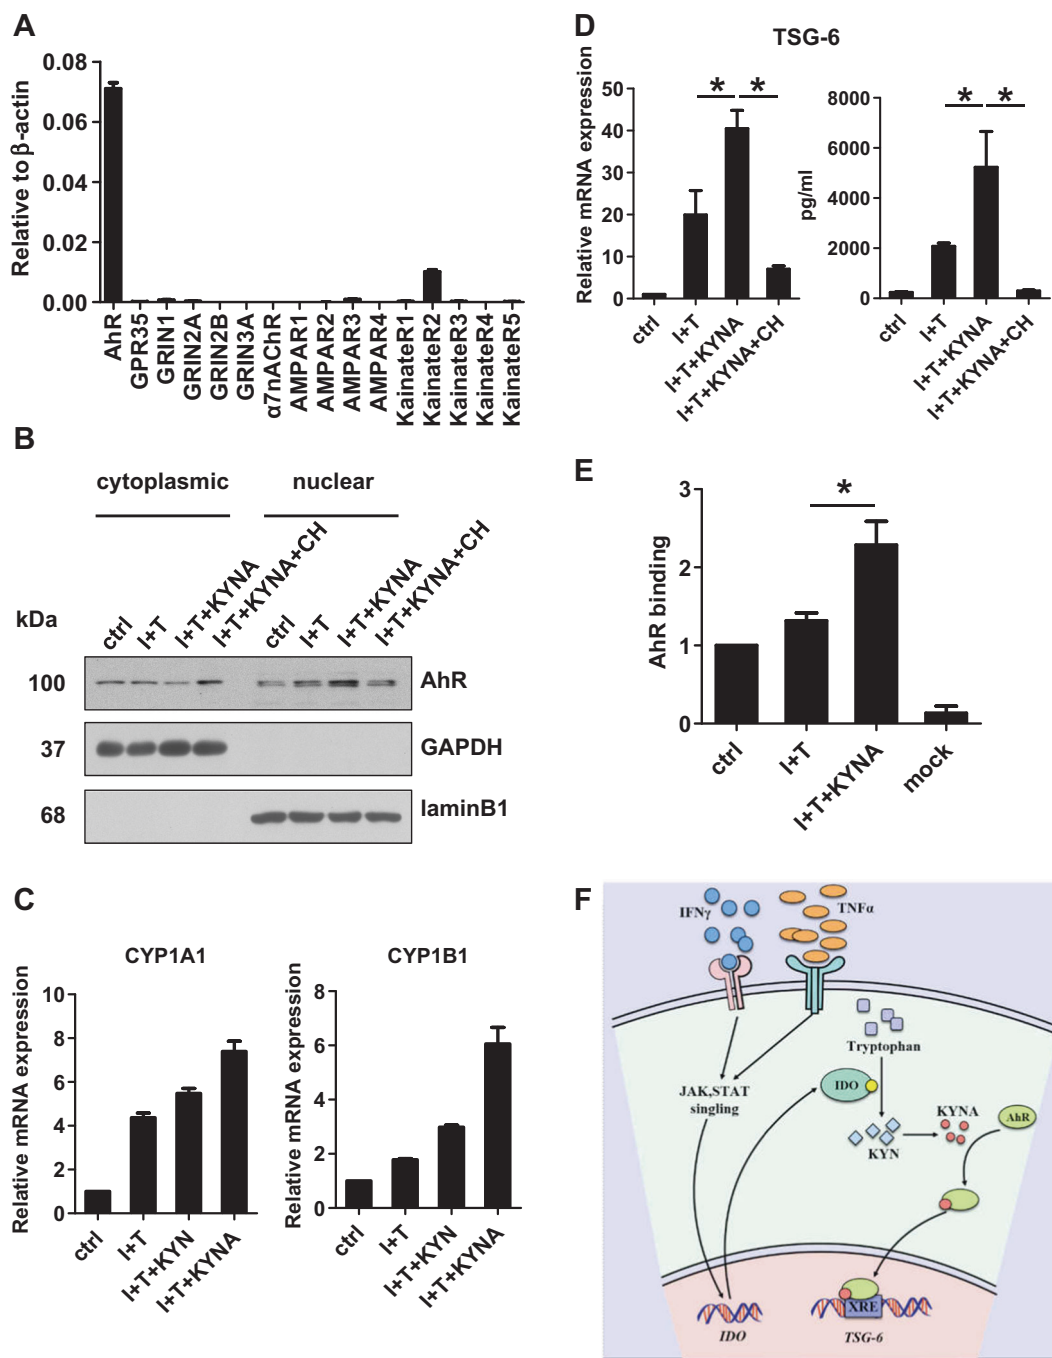 A
Relative to β-actin
0.08
0.06
0.04
0.02
0.00
AhR
GPR35
GRIN1
GRIN2A
GRIN2B
GRIN3A
α7nAChR
AMPAR1
AMPAR2
AMPAR3
AMPAR4
KainateR1
KainateR2
KainateR3
KainateR4
KainateR5
B
cytoplasmic
nuclear
kDa
ctrl
I+T
I+T+KYNA
I+T+KYNA+CH
ctrl
I+T
I+T+KYNA
I+T+KYNA+CH
100
AhR
37
GAPDH
68
laminB1
C
CYP1A1
Relative mRNA expression
10
8
6
4
2
0
ctrl
I+T
I+T+KYN
I+T+KYNA
CYP1B1
Relative mRNA expression
8
6
4
2
0
ctrl
I+T
I+T+KYN
I+T+KYNA
D
TSG-6
Relative mRNA expression
50
40
30
20
10
0
*
*
ctrl
I+T
I+T+KYNA
I+T+KYNA+CH
pg/ml
8000
6000
4000
2000
0
*
*
ctrl
I+T
I+T+KYNA
I+T+KYNA+CH
E
AhR binding
3
2
1
0
*
ctrl
I+T
I+T+KYNA
mock
F
IFNγ
TNFα
Tryptophan
JAK,STAT
singling
IDO
KYNA
AhR
KYN
XRE
IDO
TSG-6